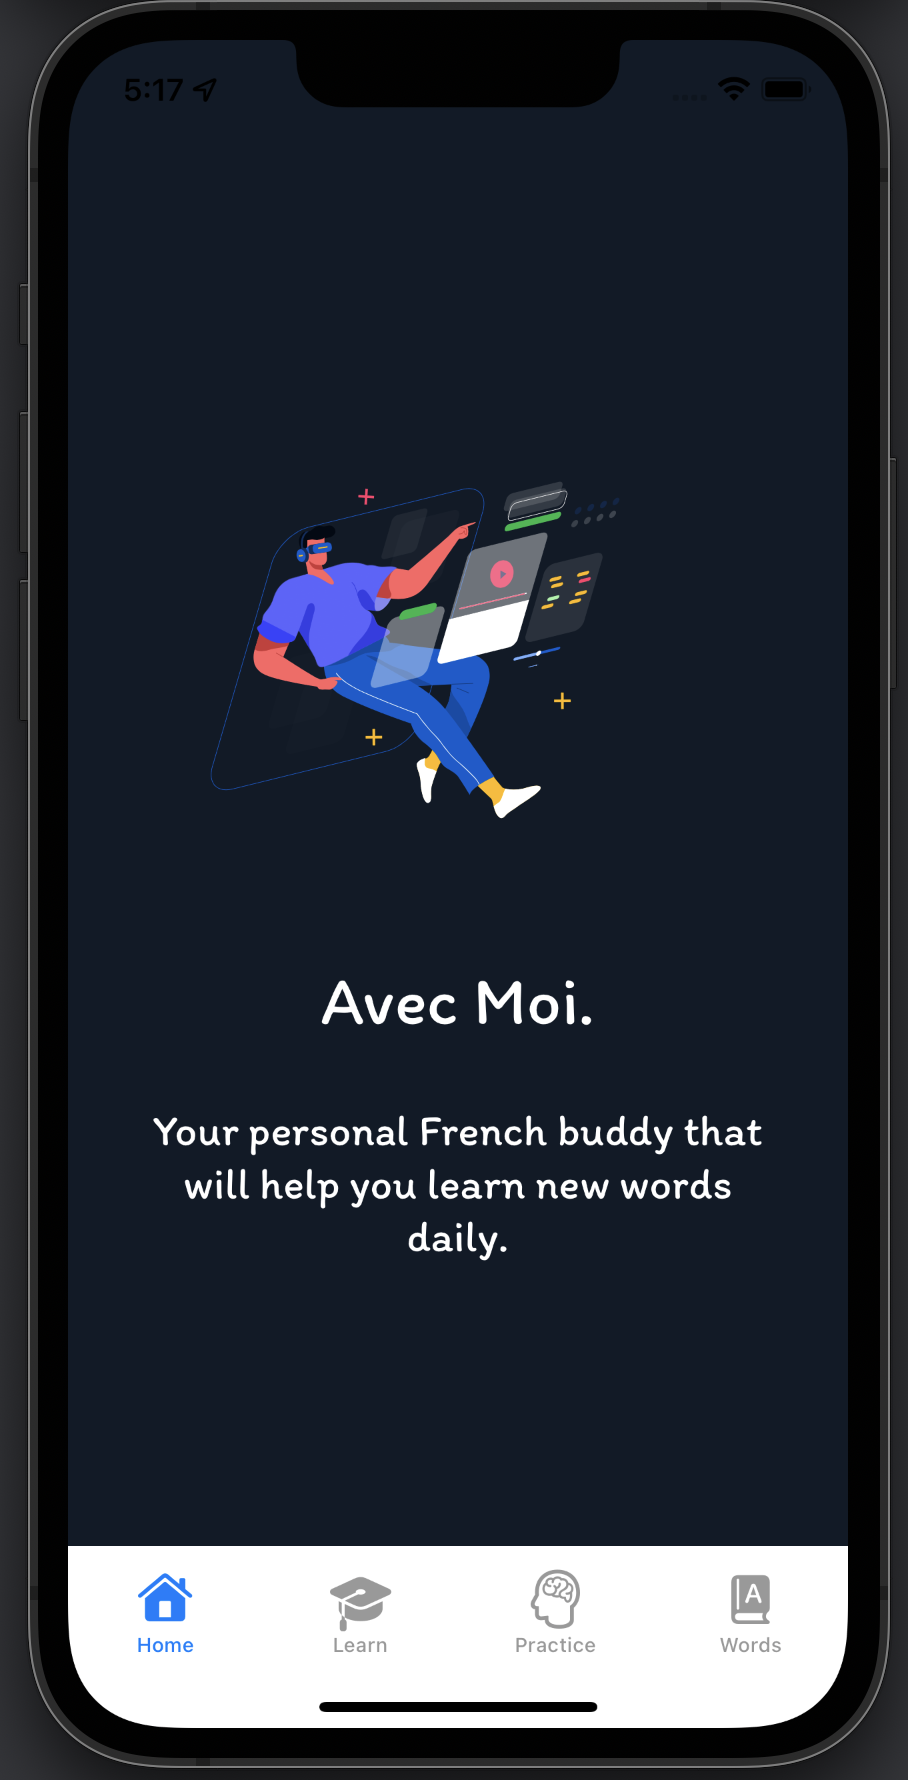 5:17
Avec Moi.
Your personal French buddy that
will help you learn new words
daily.
A
Home Learn Practice Words